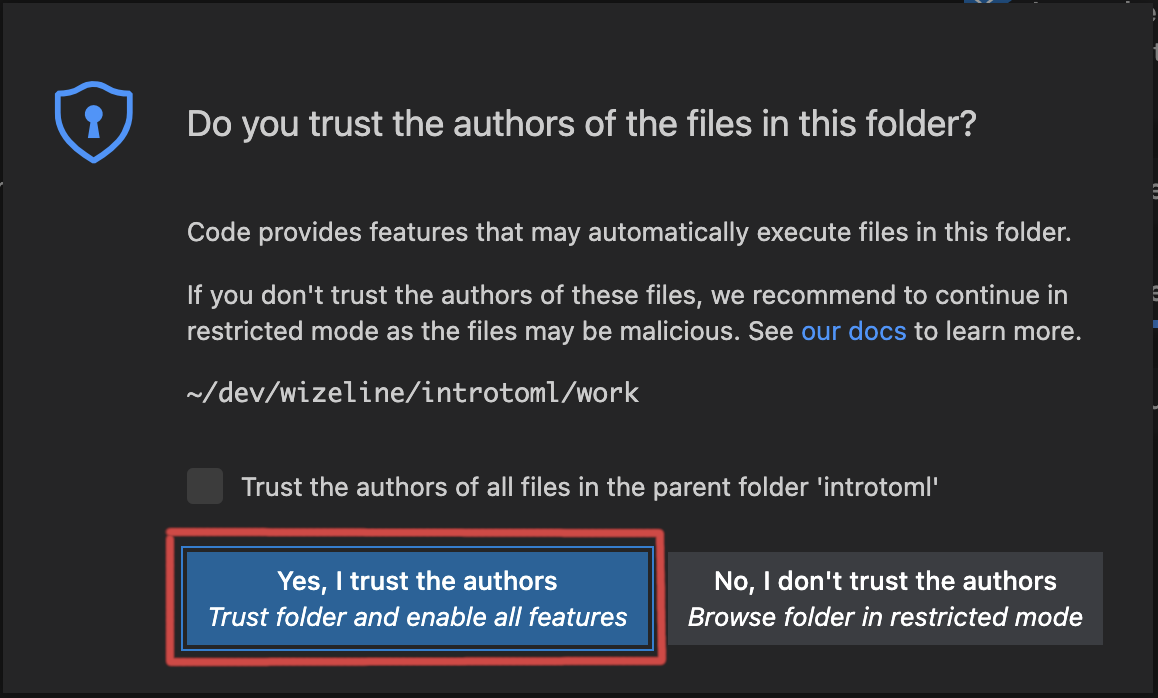 Do you trust the authors of the files in this folder?
Code provides features that may automatically execute files in this folder.
If you don't trust the authors of these files, we recommend to continue in
restricted mode as the files may be malicious. See our docs to learn more.
~/dev/wizeline/introtoml/work
Trust the authors of all files in the parent folder 'introtoml'
Yes, I trust the authors
Trust folder and enable all features
No, I don't trust the authors
Browse folder in restricted mode